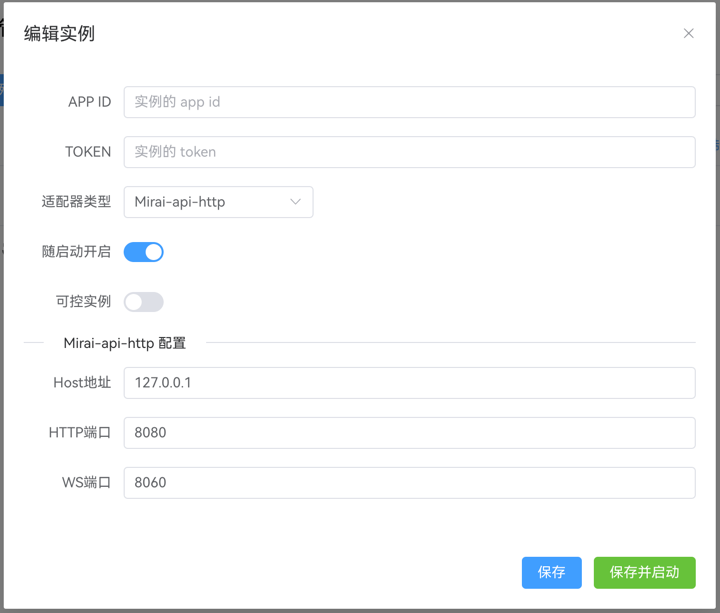 编辑实例
APP ID 实例的 app id
TOKEN 实例的 token
适配器类型 Mirai-api-http
随启动开启
可控实例
Mirai-api-http 配置
Host地址 127.0.0.1
HTTP端口 8080
WS端口 8060
保存 保存并启动